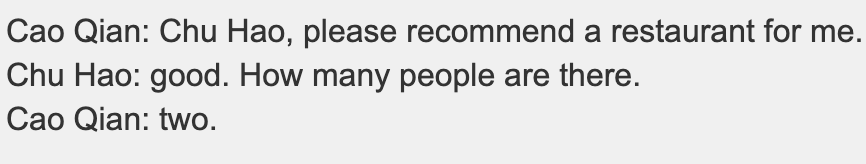 Cao Qian: Chu Hao, please recommend a restaurant for me.
Chu Hao: good. How many people are there.
Cao Qian: two.